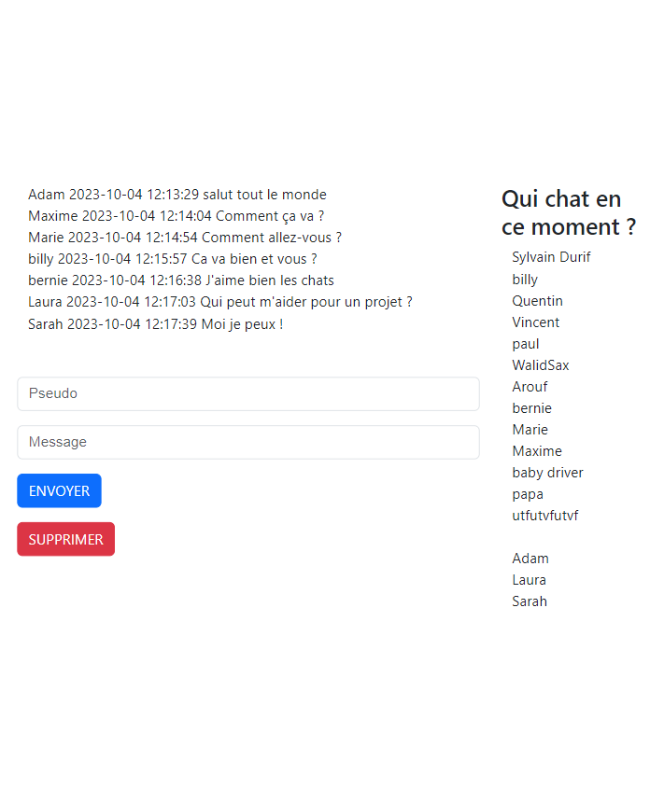 Adam 2023-10-04 12:13:29 salut tout le monde
Maxime 2023-10-04 12:14:04 Comment ça va ?
Marie 2023-10-04 12:14:54 Comment allez-vous ?
billy 2023-10-04 12:15:57 Ca va bien et vous ?
bernie 2023-10-04 12:16:38 J'aime bien les chats
Laura 2023-10-04 12:17:03 Qui peut m'aider pour un projet ?
Sarah 2023-10-04 12:17:39 Moi je peux !
Pseudo
Message
ENVOYER
SUPPRIMER
Qui chat en
ce moment ?
Sylvain Durif
billy
Quentin
Vincent
paul
WalidSax
Arouf
bernie
Marie
Maxime
baby driver
papa
utfutvfutvf
Adam
Laura
Sarah